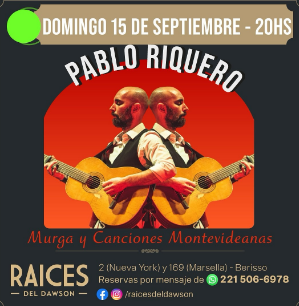 DOMINGO 15 DE SEPTIEMBRE - 20HS
PABLO RIQUERO
Murga y Canciones Montevideanas
RAICES
DEL DAWSON
2 (Nueva York) y 169 (Marsella) - Berisso
Reservas por mensaje de 221 506-6978
/raicesdeldawson